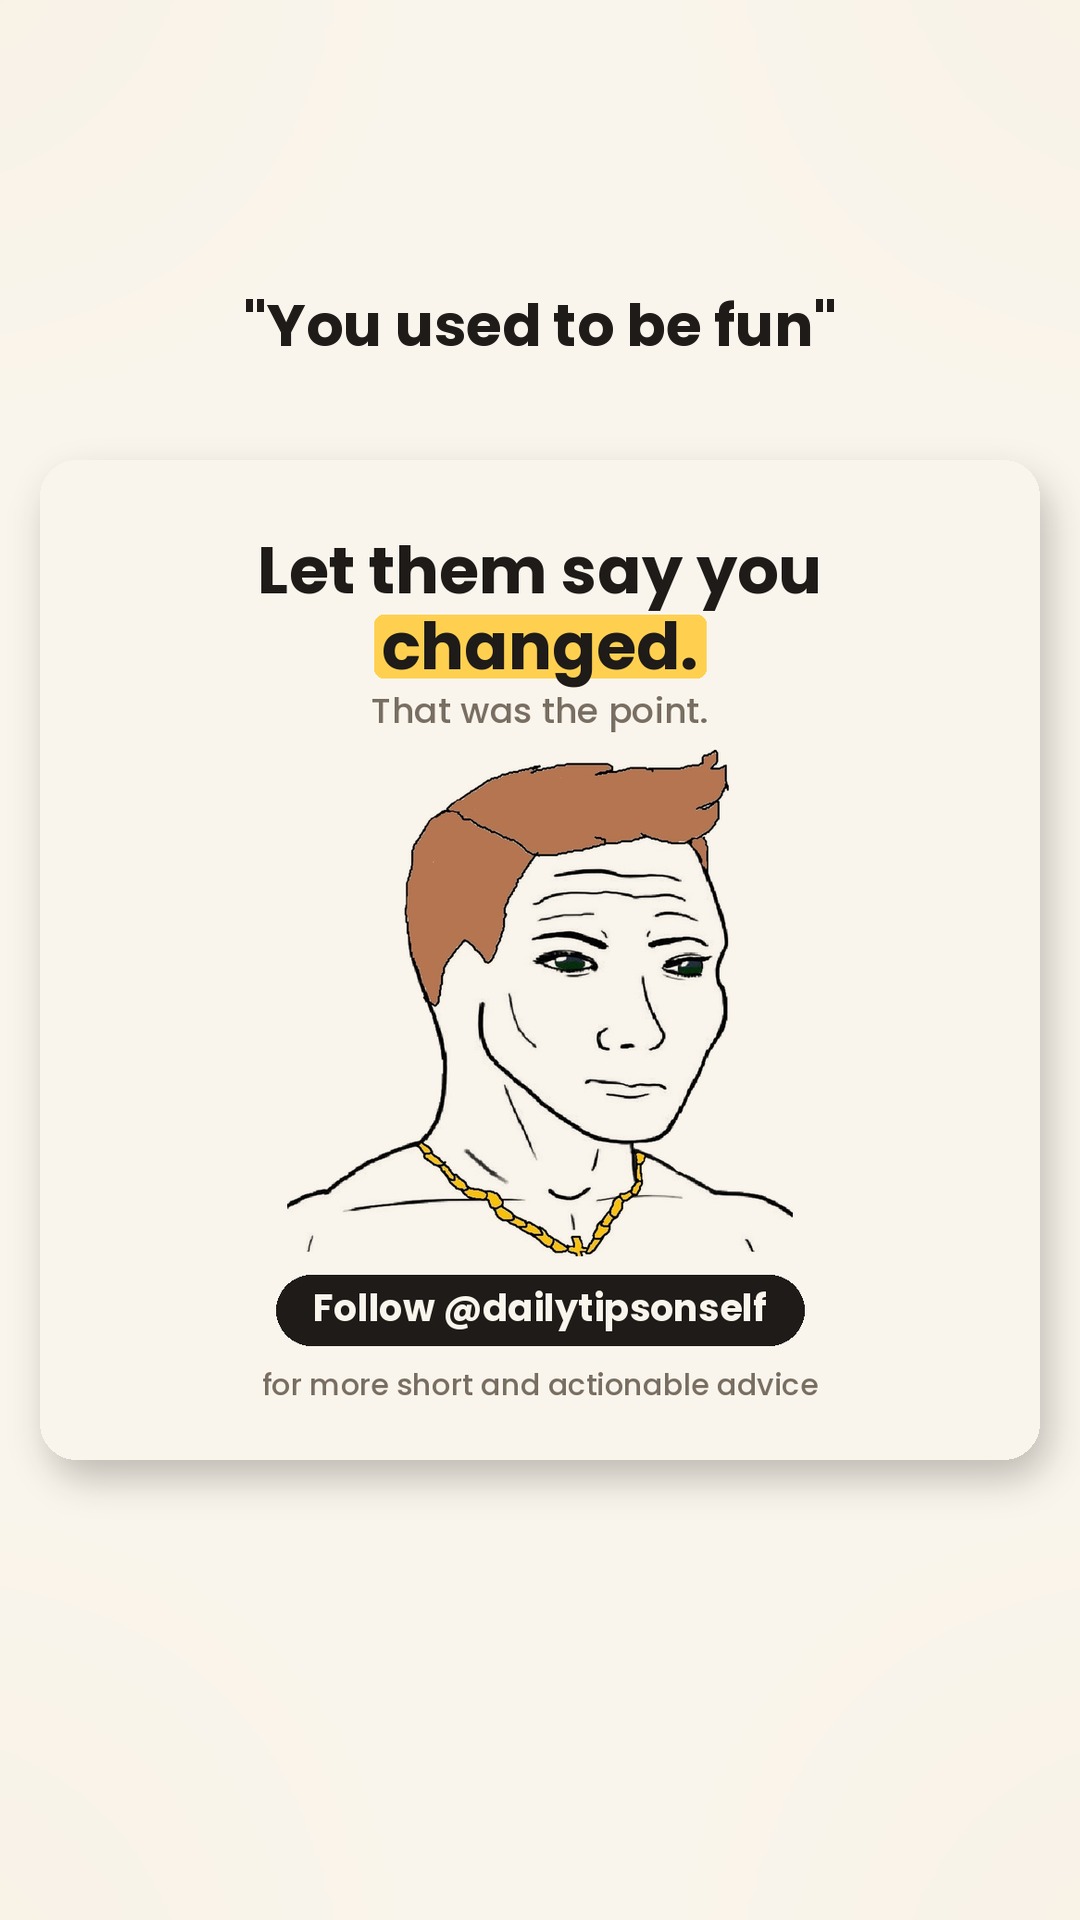 "You used to be fun"
Let them say you
changed.
That was the point.
Follow @dailytipsonself
for more short and actionable advice